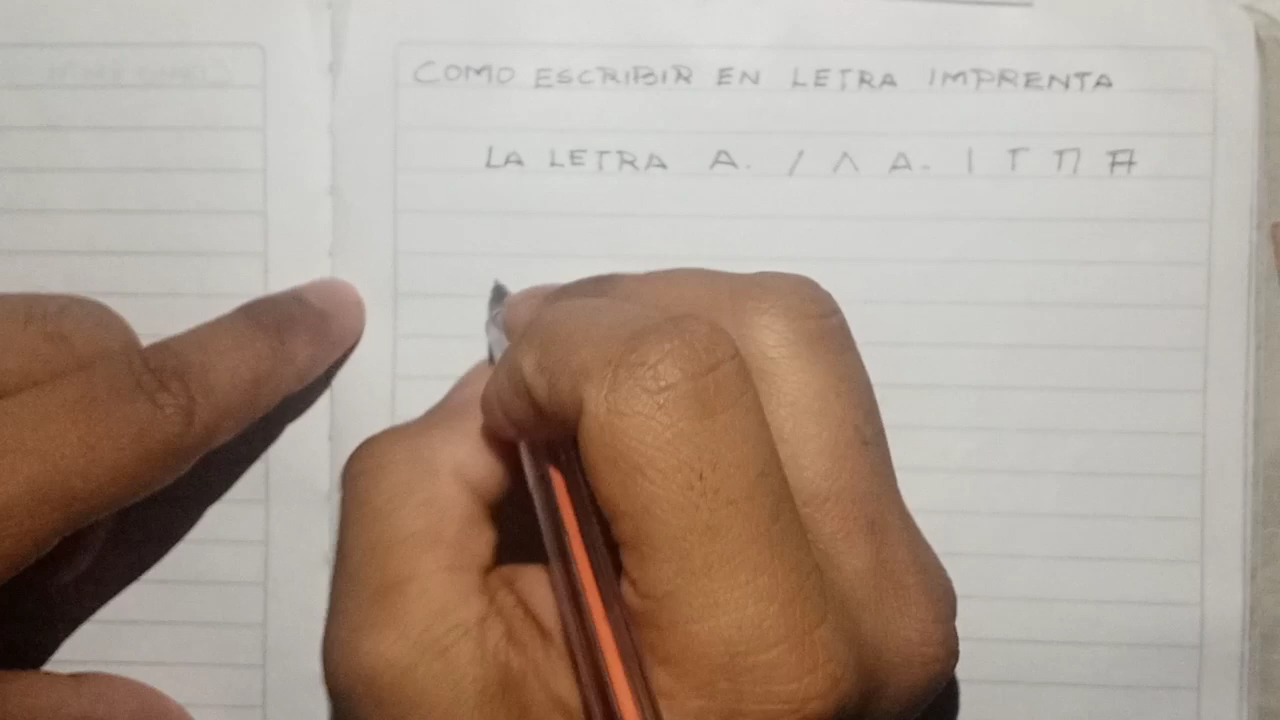 COMO ESCRIBIR EN LETRA IMPRENTA
LA LETRA A. / Λ A. | Γ Π A